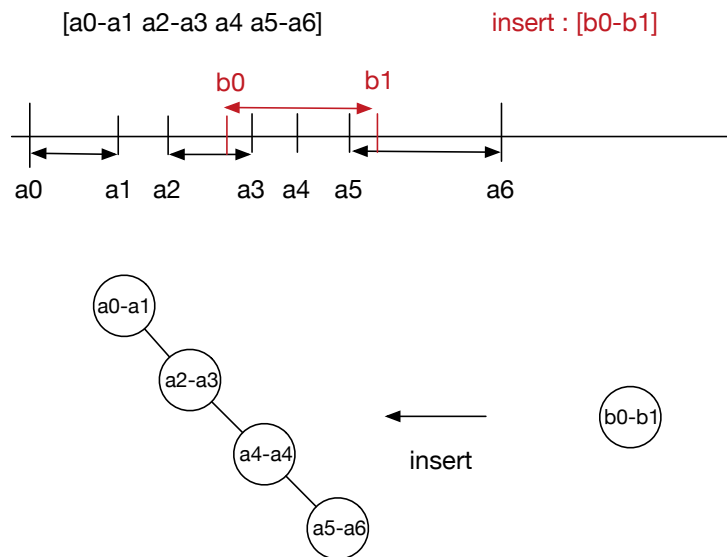 [a0-a1 a2-a3 a4 a5-a6]
insert : [b0-b1]
b0
b1
a0
a1
a2
a3
a4
a5
a6
a0-a1
a2-a3
b0-b1
a4-a4
insert
a5-a6